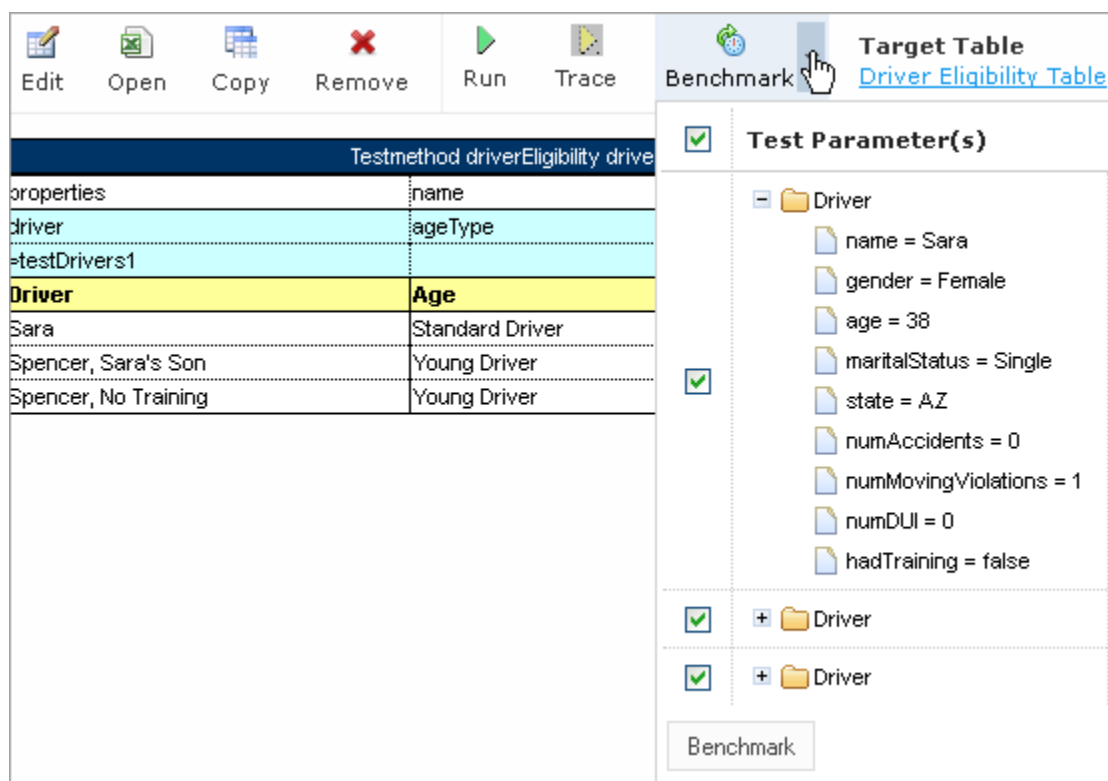 Edit Open Copy Remove Run Trace Benchmark
Target Table
Driver Eligibility Table
Testmethod driverEligibility drive
properties name
driver ageType
=testDrivers1
Driver Age
Sara Standard Driver
Spencer, Sara's Son Young Driver
Spencer, No Training Young Driver
Test Parameter(s)
Driver
name = Sara
gender = Female
age = 38
maritalStatus = Single
state = AZ
numAccidents = 0
numMovingViolations = 1
numDUI = 0
hadTraining = false
Driver
Driver
Benchmark